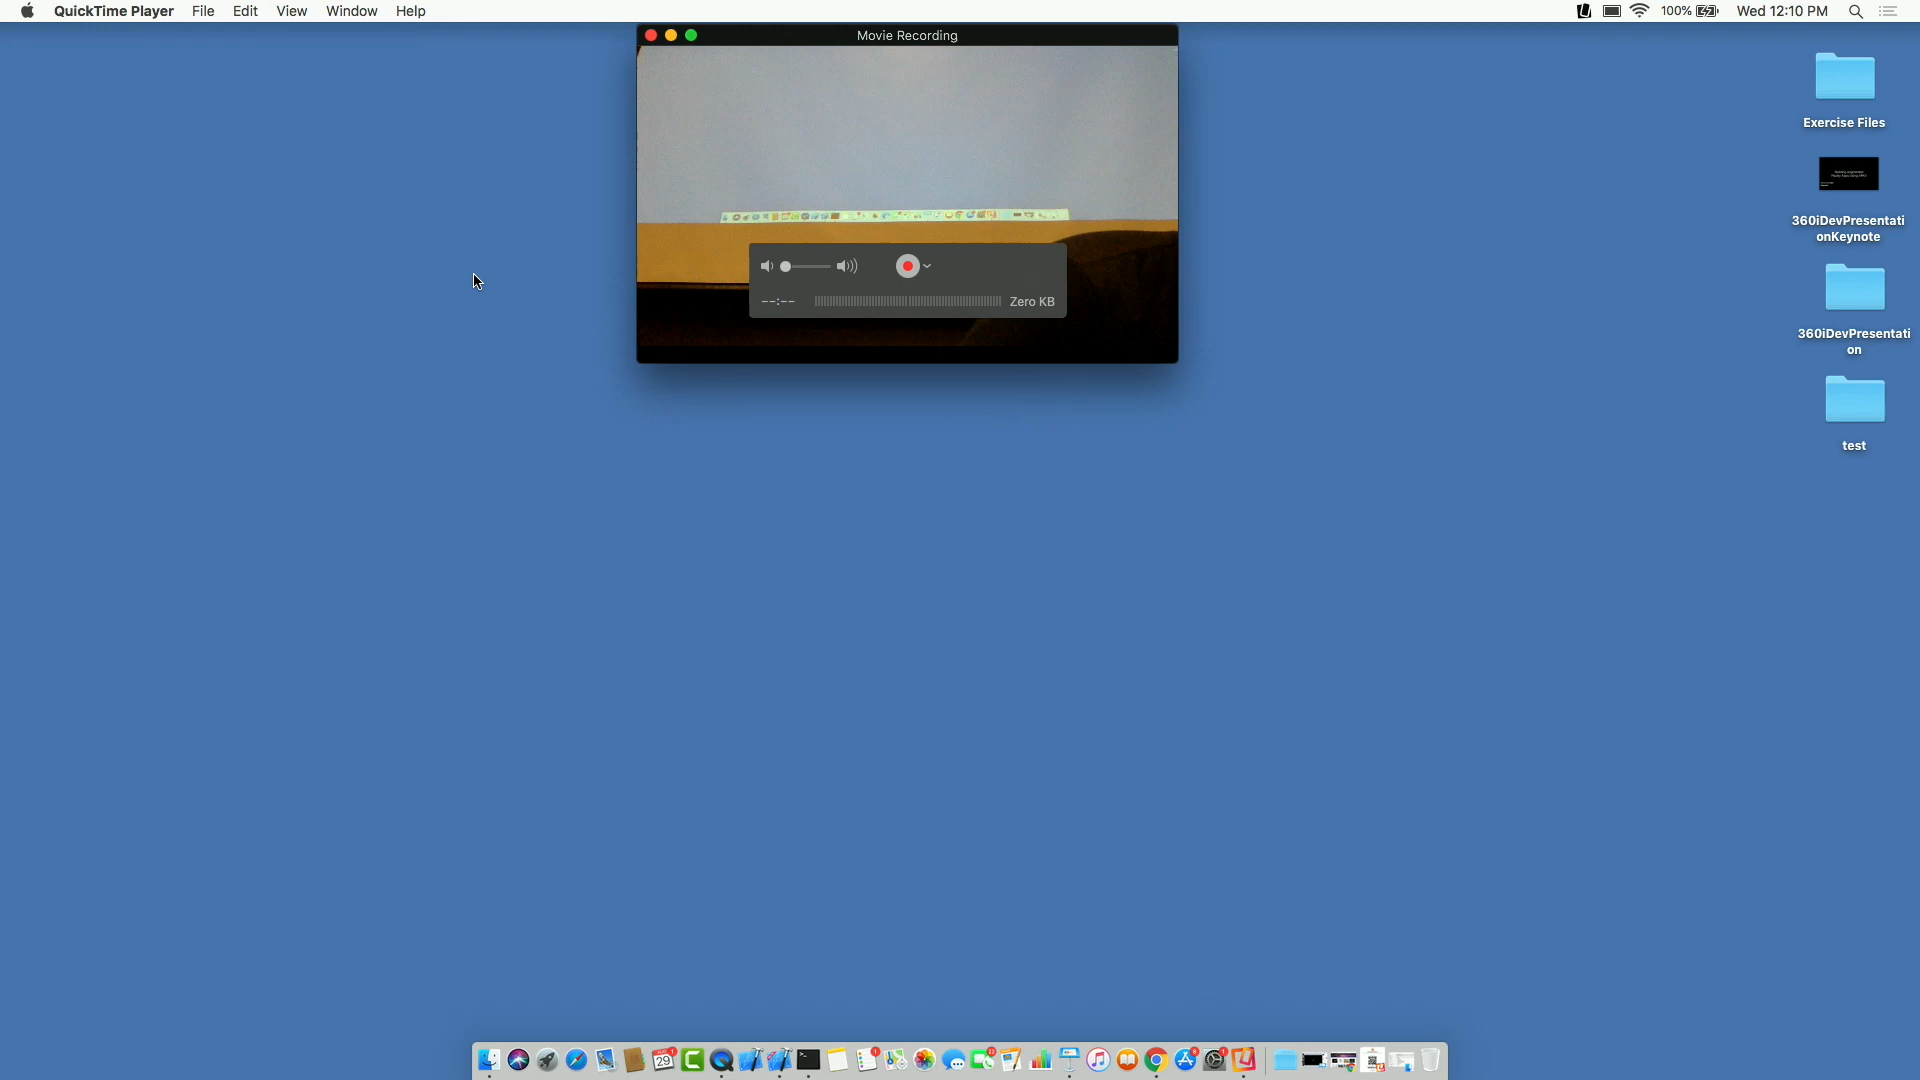 QuickTime Player File Edit View Window Help 100% Wed 12:10 PM
Movie Recording
--:-- Zero KB
Exercise Files
360iDevPresentati
onKeynote
360iDevPresentati
on
test
29